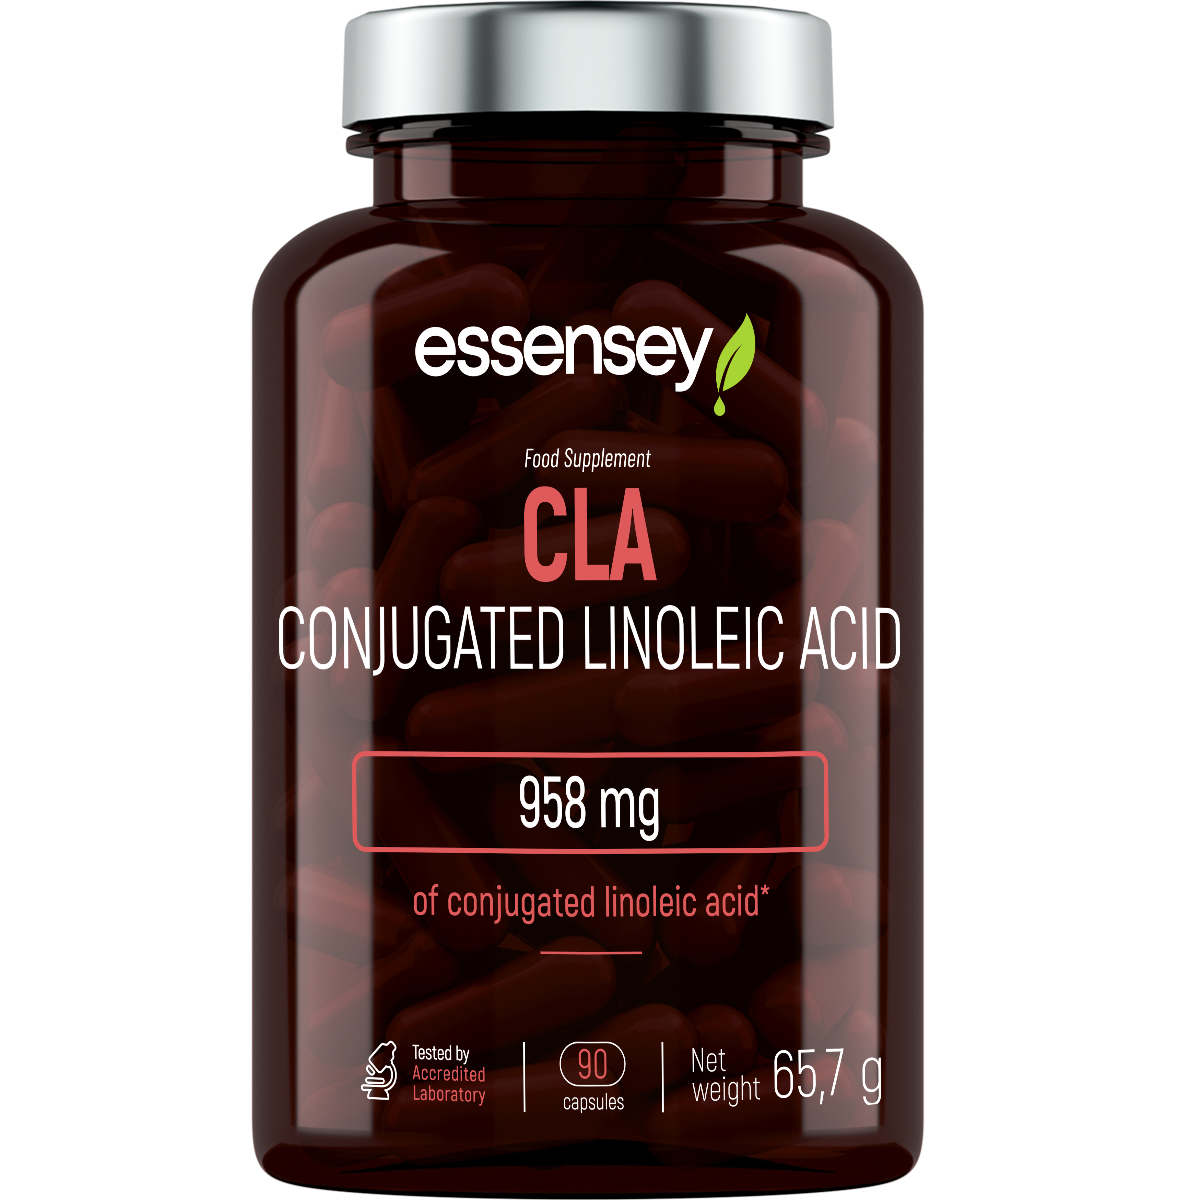 essensey
Food Supplement
CLA
CONJUGATED LINOLEIC ACID
958 mg
of conjugated linoleic acid*
Tested by
Accredited
Laboratory
90
capsules
Net
weight 65,7 g